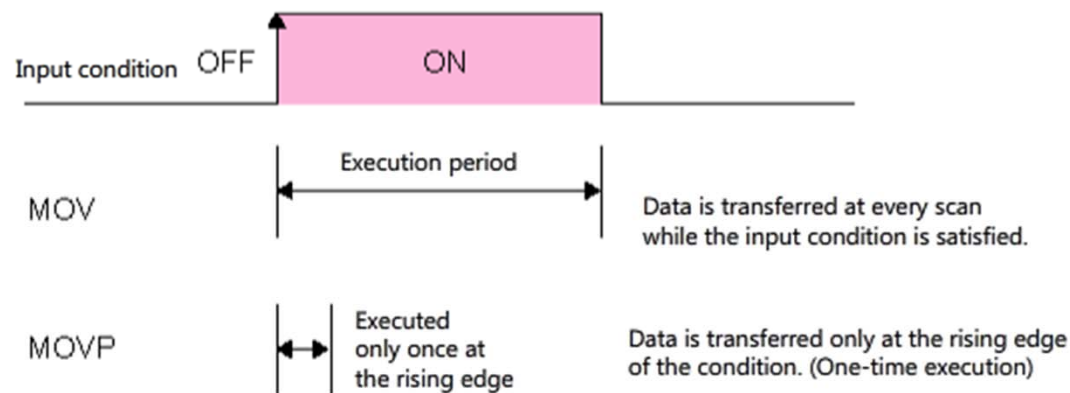 Input condition OFF ON
Execution period
MOV
Data is transferred at every scan
while the input condition is satisfied.
MOVP
Executed
only once at
the rising edge
Data is transferred only at the rising edge
of the condition. (One-time execution)